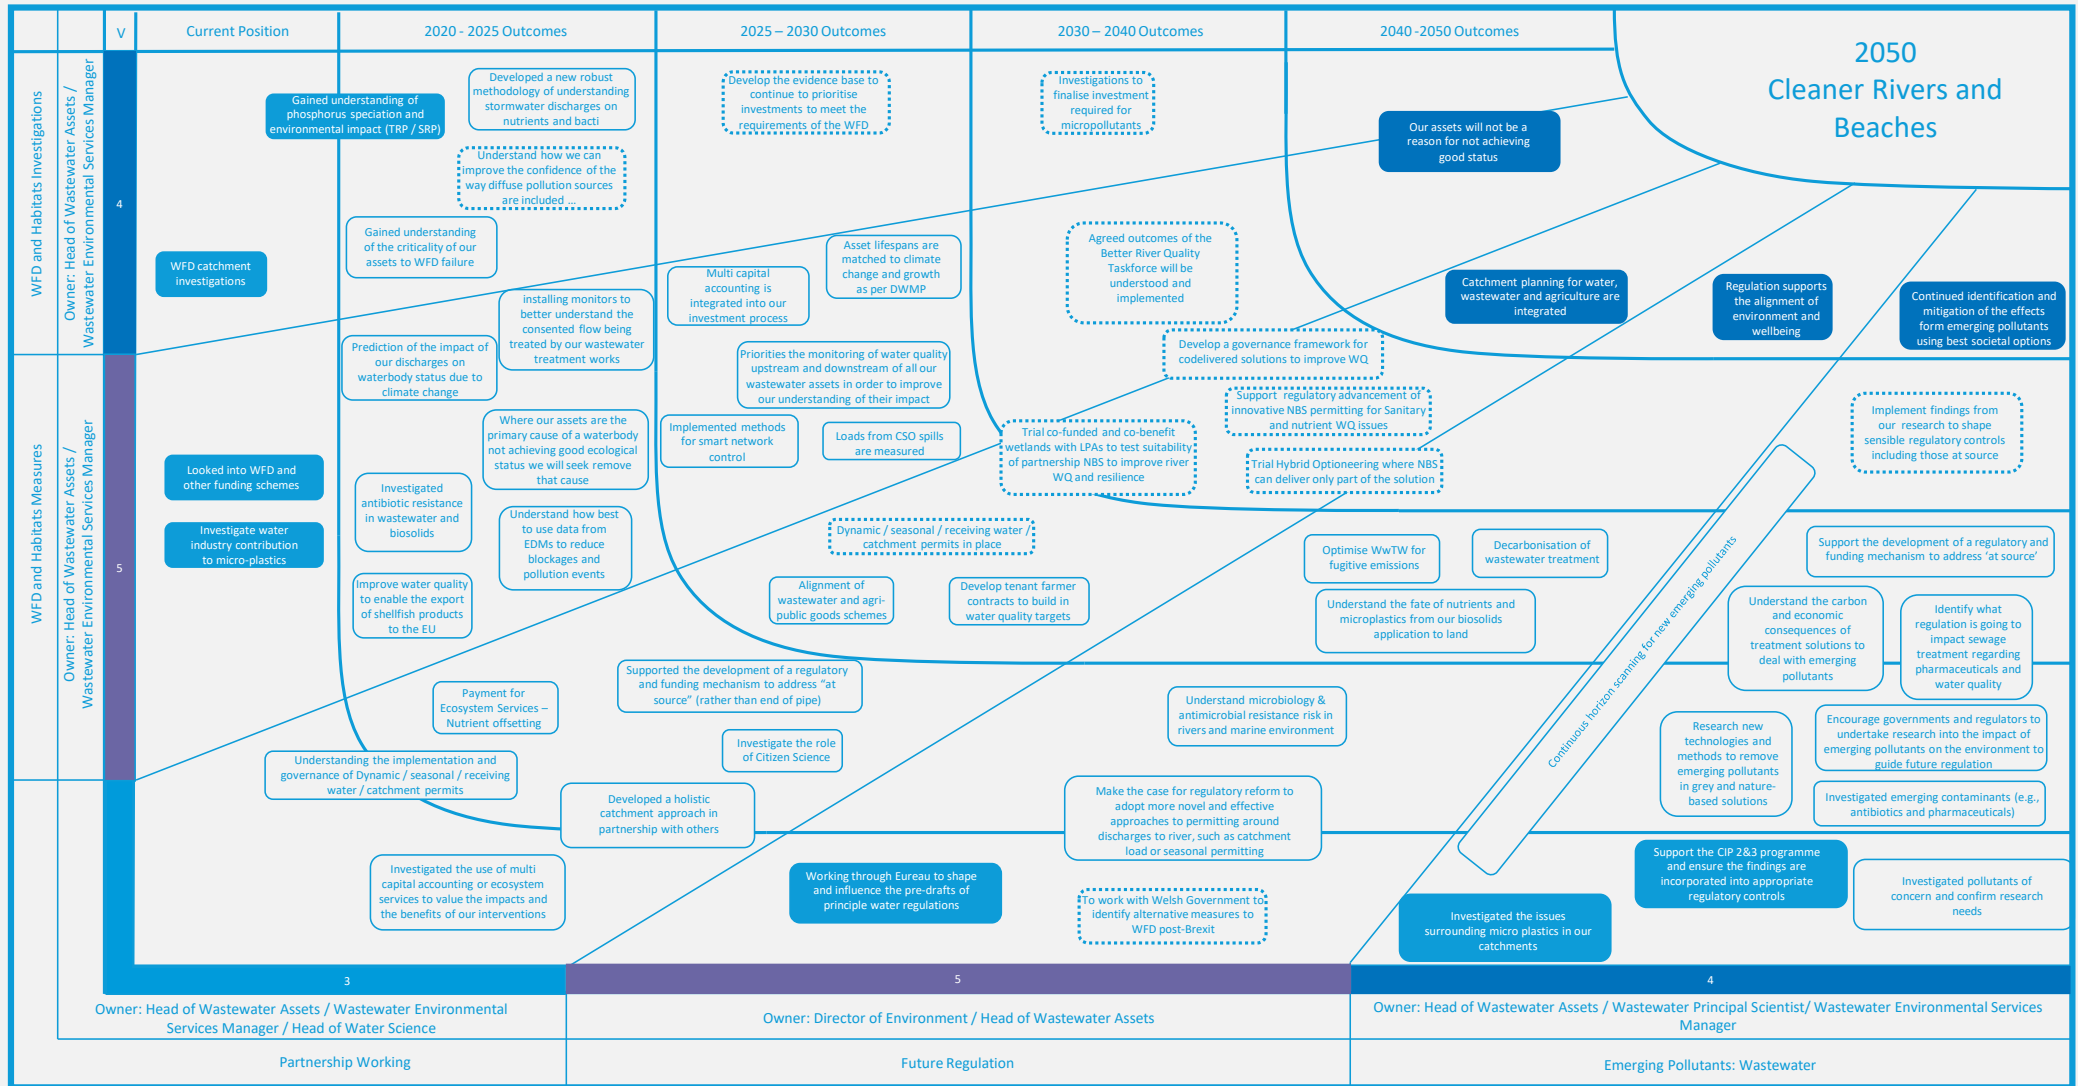 V
Current Position
2020 - 2025 Outcomes
2025 – 2030 Outcomes
2030 – 2040 Outcomes
2040 -2050 Outcomes
2050
Cleaner Rivers and
Beaches
WFD and Habitats Investigations
Owner: Head of Wastewater Assets /
Wastewater Environmental Services Manager
4
Gained understanding of
phosphorus speciation and
environmental impact (TRP / SRP)
WFD catchment
investigations
Developed a new robust
methodology of understanding
stormwater discharges on
nutrients and bacti
Understand how we can
improve the confidence of the
way diffuse pollution sources
are included ...
Gained understanding
of the criticality of our
assets to WFD failure
installing monitors to
better understand the
consented flow being
treated by our wastewater
treatment works
Develop the evidence base to
continue to prioritise
investments to meet the
requirements of the WFD
Asset lifespans are
matched to climate
change and growth
as per DWMP
Multi capital
accounting is
integrated into our
investment process
Investigations to
finalise investment
required for
micropollutants
Agreed outcomes of the
Better River Quality
Taskforce will be
understood and
implemented
Our assets will not be a
reason for not achieving
good status
Catchment planning for water,
wastewater and agriculture are
integrated
Regulation supports
the alignment of
environment and
wellbeing
Continued identification and
mitigation of the effects
form emerging pollutants
using best societal options
WFD and Habitats Measures
Owner: Head of Wastewater Assets /
Wastewater Environmental Services Manager
5
Looked into WFD and
other funding schemes
Investigate water
industry contribution
to micro-plastics
Prediction of the impact of
our discharges on
waterbody status due to
climate change
Where our assets are the
primary cause of a waterbody
not achieving good ecological
status we will seek remove
that cause
Investigated
antibiotic resistance
in wastewater and
biosolids
Understand how best
to use data from
EDMs to reduce
blockages and
pollution events
Improve water quality
to enable the export
of shellfish products
to the EU
Priorities the monitoring of water quality
upstream and downstream of all our
wastewater assets in order to improve
our understanding of their impact
Implemented methods
for smart network
control
Loads from CSO spills
are measured
Develop a governance framework for
codelivered solutions to improve WQ
Support regulatory advancement of
innovative NBS permitting for Sanitary
and nutrient WQ issues
Trial co-funded and co-benefit
wetlands with LPAs to test suitability
of partnership NBS to improve river
WQ and resilience
Trial Hybrid Optioneering where NBS
can deliver only part of the solution
Dynamic / seasonal / receiving water /
catchment permits in place
Alignment of
wastewater and agri-
public goods schemes
Develop tenant farmer
contracts to build in
water quality targets
Optimise WwTW for
fugitive emissions
Decarbonisation of
wastewater treatment
Understand the fate of nutrients and
microplastics from our biosolids
application to land
Continuous horizon scanning for new emerging pollutants
Implement findings from
our research to shape
sensible regulatory controls
including those at source
Support the development of a regulatory and
funding mechanism to address ‘at source’
Understand the carbon
and economic
consequences of
treatment solutions to
deal with emerging
pollutants
Identify what
regulation is going to
impact sewage
treatment regarding
pharmaceuticals and
water quality
Payment for
Ecosystem Services –
Nutrient offsetting
Supported the development of a regulatory
and funding mechanism to address “at
source” (rather than end of pipe)
Investigate the role
of Citizen Science
Understanding the implementation and
governance of Dynamic / seasonal / receiving
water / catchment permits
Developed a holistic
catchment approach in
partnership with others
Understand microbiology &
antimicrobial resistance risk in
rivers and marine environment
Make the case for regulatory reform to
adopt more novel and effective
approaches to permitting around
discharges to river, such as catchment
load or seasonal permitting
Research new
technologies and
methods to remove
emerging pollutants
in grey and nature-
based solutions
Encourage governments and regulators to
undertake research into the impact of
emerging pollutants on the environment to
guide future regulation
Investigated emerging contaminants (e.g.,
antibiotics and pharmaceuticals)
Investigated the use of multi
capital accounting or ecosystem
services to value the impacts and
the benefits of our interventions
Working through Eureau to shape
and influence the pre-drafts of
principle water regulations
To work with Welsh Government to
identify alternative measures to
WFD post-Brexit
Investigated the issues
surrounding micro plastics in our
catchments
Support the CIP 2&3 programme
and ensure the findings are
incorporated into appropriate
regulatory controls
Investigated pollutants of
concern and confirm research
needs
3
5
4
Owner: Head of Wastewater Assets / Wastewater Environmental
Services Manager / Head of Water Science
Owner: Director of Environment / Head of Wastewater Assets
Owner: Head of Wastewater Assets / Wastewater Principal Scientist/ Wastewater Environmental Services
Manager
Partnership Working
Future Regulation
Emerging Pollutants: Wastewater